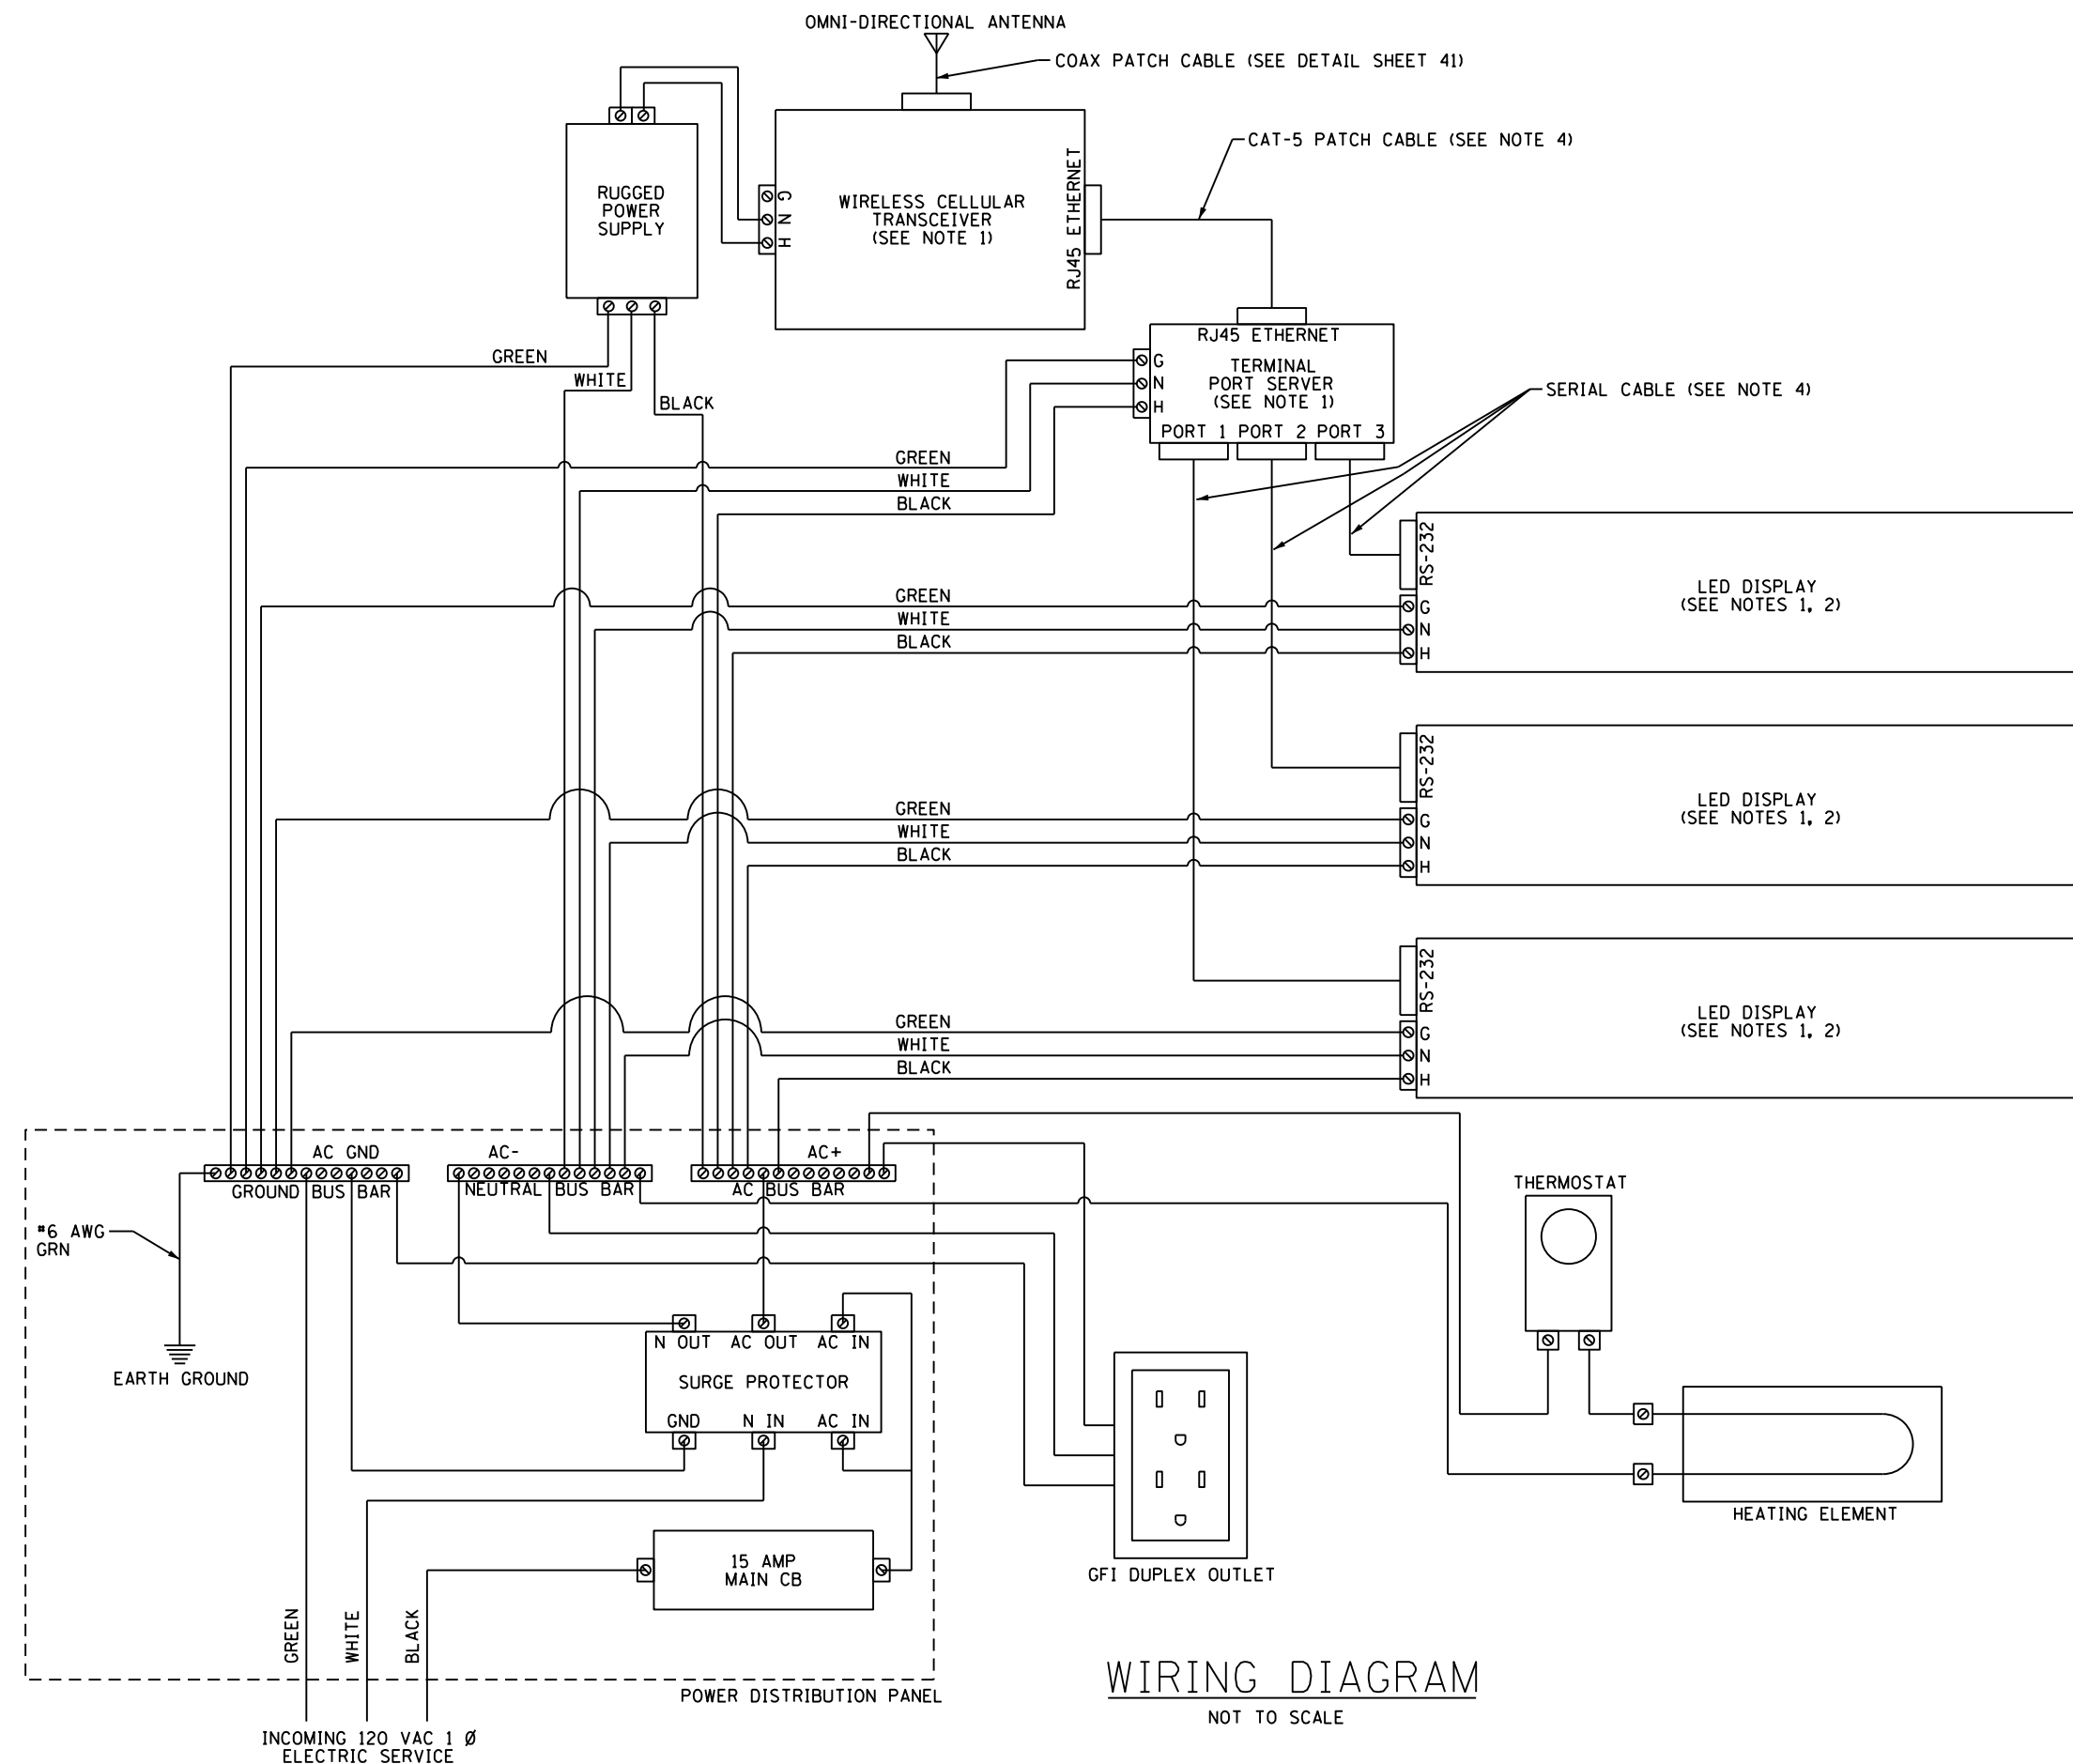 OMNI-DIRECTIONAL ANTENNA
COAX PATCH CABLE (SEE DETAIL SHEET 41)
CAT-5 PATCH CABLE (SEE NOTE 4)
RUGGED
POWER
SUPPLY
G
N
H
WIRELESS CELLULAR
TRANSCEIVER
(SEE NOTE 1)
RJ45 ETHERNET
RJ45 ETHERNET
G
N
H
TERMINAL
PORT SERVER
(SEE NOTE 1)
PORT 1 PORT 2 PORT 3
SERIAL CABLE (SEE NOTE 4)
GREEN
WHITE
BLACK
GREEN
WHITE
BLACK
RS-232
LED DISPLAY
(SEE NOTES 1, 2)
GREEN
WHITE
BLACK
G
N
H
RS-232
LED DISPLAY
(SEE NOTES 1, 2)
GREEN
WHITE
BLACK
G
N
H
RS-232
LED DISPLAY
(SEE NOTES 1, 2)
GREEN
WHITE
BLACK
G
N
H
AC GND
AC-
AC+
GROUND BUS BAR
NEUTRAL BUS BAR
AC BUS BAR
THERMOSTAT
#6 AWG
GRN
EARTH GROUND
N OUT AC OUT AC IN
SURGE PROTECTOR
GND N IN AC IN
15 AMP
MAIN CB
GFI DUPLEX OUTLET
HEATING ELEMENT
GREEN
WHITE
BLACK
POWER DISTRIBUTION PANEL
INCOMING 120 VAC 1 Ø
ELECTRIC SERVICE
WIRING DIAGRAM
NOT TO SCALE